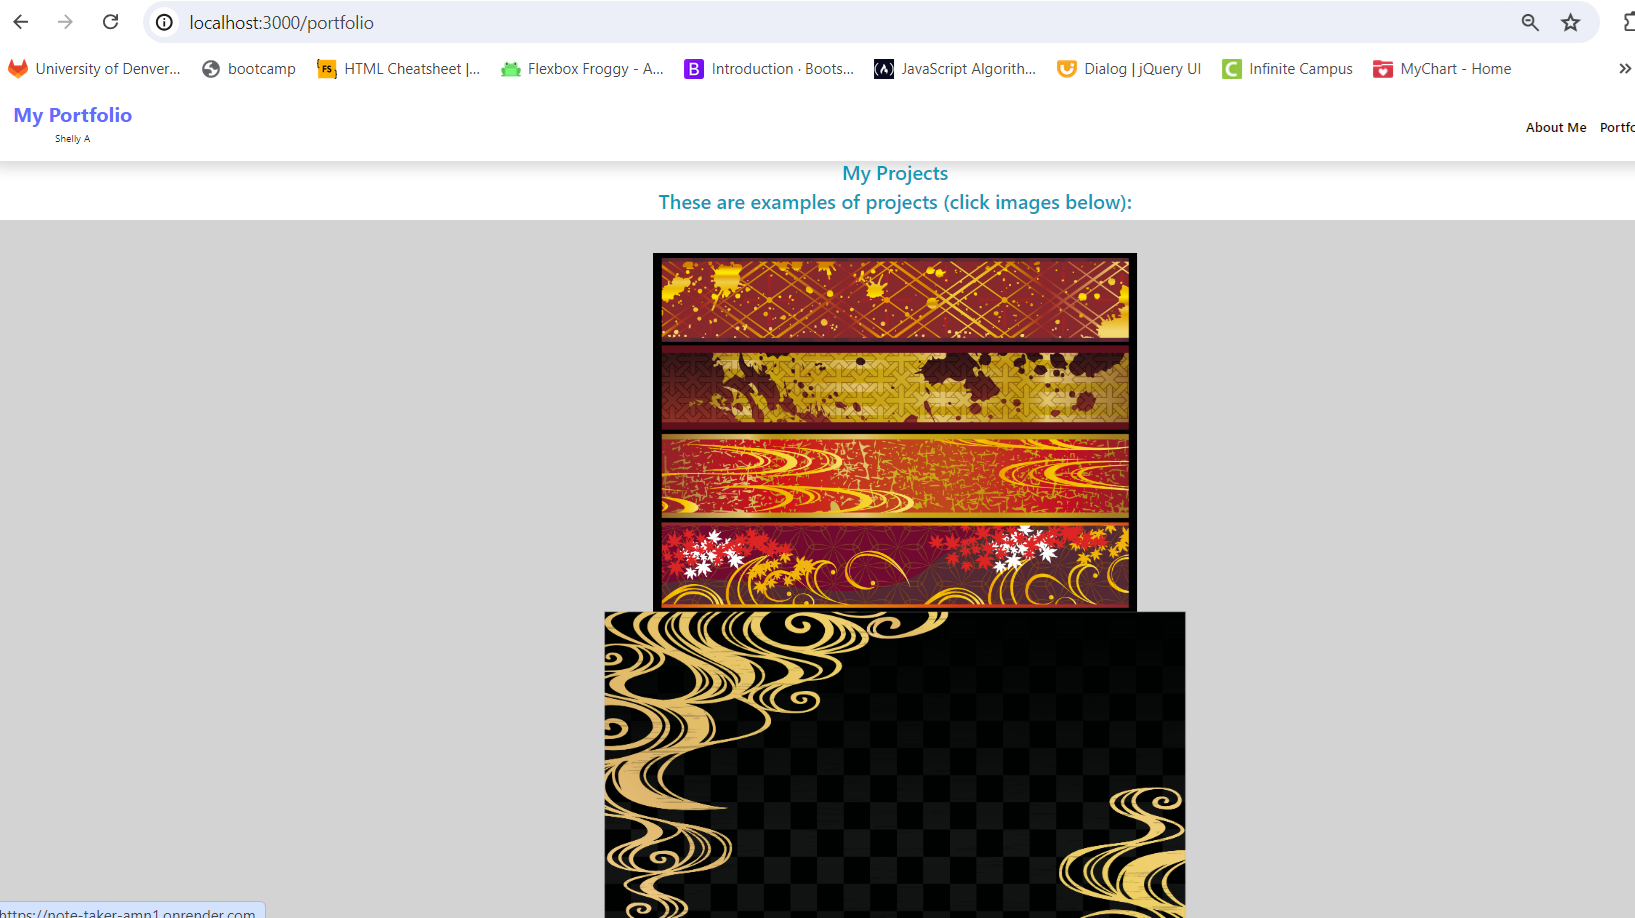 localhost:3000/portfolio
University of Denver... bootcamp HTML Cheatsheet |... Flexbox Froggy - A... Introduction · Boots... JavaScript Algorith... Dialog | jQuery UI Infinite Campus MyChart - Home
My Portfolio
Shelly A
About Me Portfo
My Projects
These are examples of projects (click images below):
https://note-taker-amn1.onrender.com